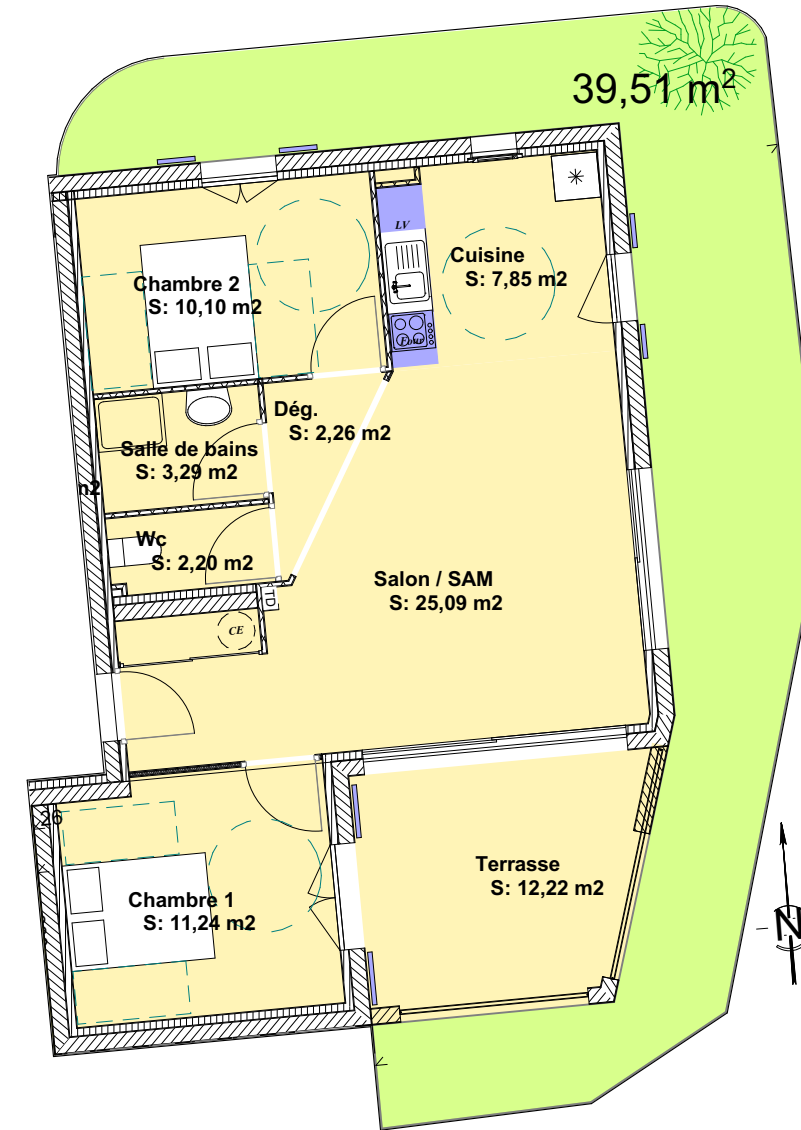 39,51 m²
LV
Cuisine
S: 7,85 m2
Chambre 2
S: 10,10 m2
Four
Dég.
S: 2,26 m2
Salle de bains
S: 3,29 m2
m2
Wc
S: 2,20 m2
Salon / SAM
S: 25,09 m2
TD
CE
26
Terrasse
S: 12,22 m2
Chambre 1
S: 11,24 m2
N